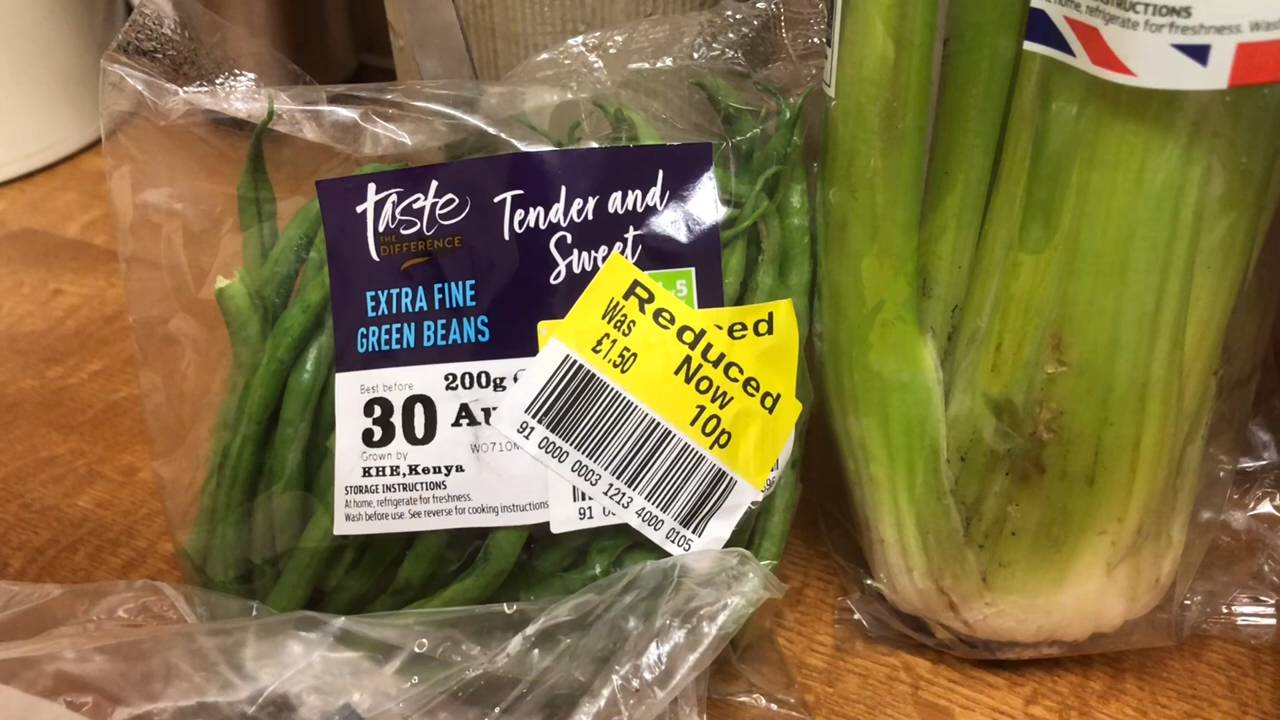 taste
THE
DIFFERENCE
Tender and
Sweet
EXTRA FINE
GREEN BEANS
Best before
200g
30
Grown by
KHE,Kenya
STORAGE INSTRUCTIONS
At home, refrigerate for freshness.
Wash before use. See reverse for cooking instructions
Reduced
Was
£1.50
Now
10p
91 0000 0003 1213 4000 0105
91
INSTRUCTIONS
At home, refrigerate for freshness. Wash